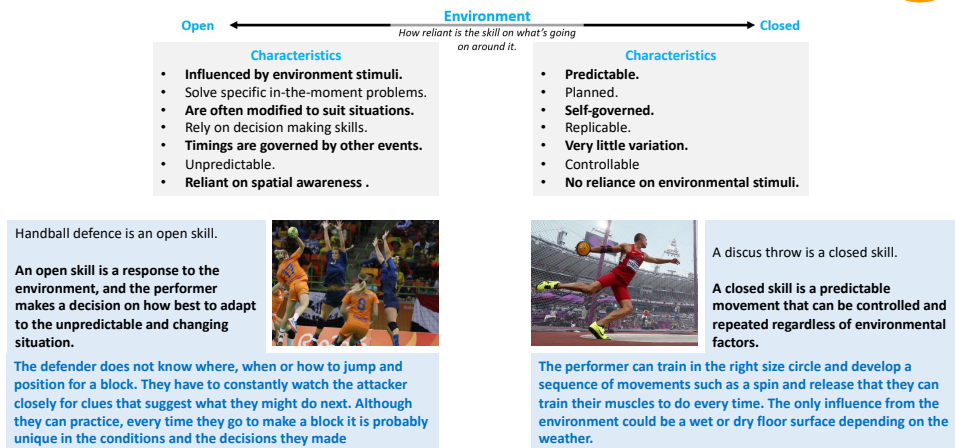 Environment
Open
Closed
How reliant is the skill on what's going
on around it.
Characteristics
• Influenced by environment stimuli.
• Solve specific in-the-moment problems.
• Are often modified to suit situations.
• Rely on decision making skills.
• Timings are governed by other events.
• Unpredictable.
• Reliant on spatial awareness .
Characteristics
• Predictable.
• Planned.
• Self-governed.
• Replicable.
• Very little variation.
• Controllable
• No reliance on environmental stimuli.
Handball defence is an open skill.
An open skill is a response to the
environment, and the performer
makes a decision on how best to adapt
to the unpredictable and changing
situation.
The defender does not know where, when or how to jump and
position for a block. They have to constantly watch the attacker
closely for clues that suggest what they might do next. Although
they can practice, every time they go to make a block it is probably
unique in the conditions and the decisions they made
A discus throw is a closed skill.
A closed skill is a predictable
movement that can be controlled and
repeated regardless of environmental
factors.
The performer can train in the right size circle and develop a
sequence of movements such as a spin and release that they can
train their muscles to do every time. The only influence from the
environment could be a wet or dry floor surface depending on the
weather.